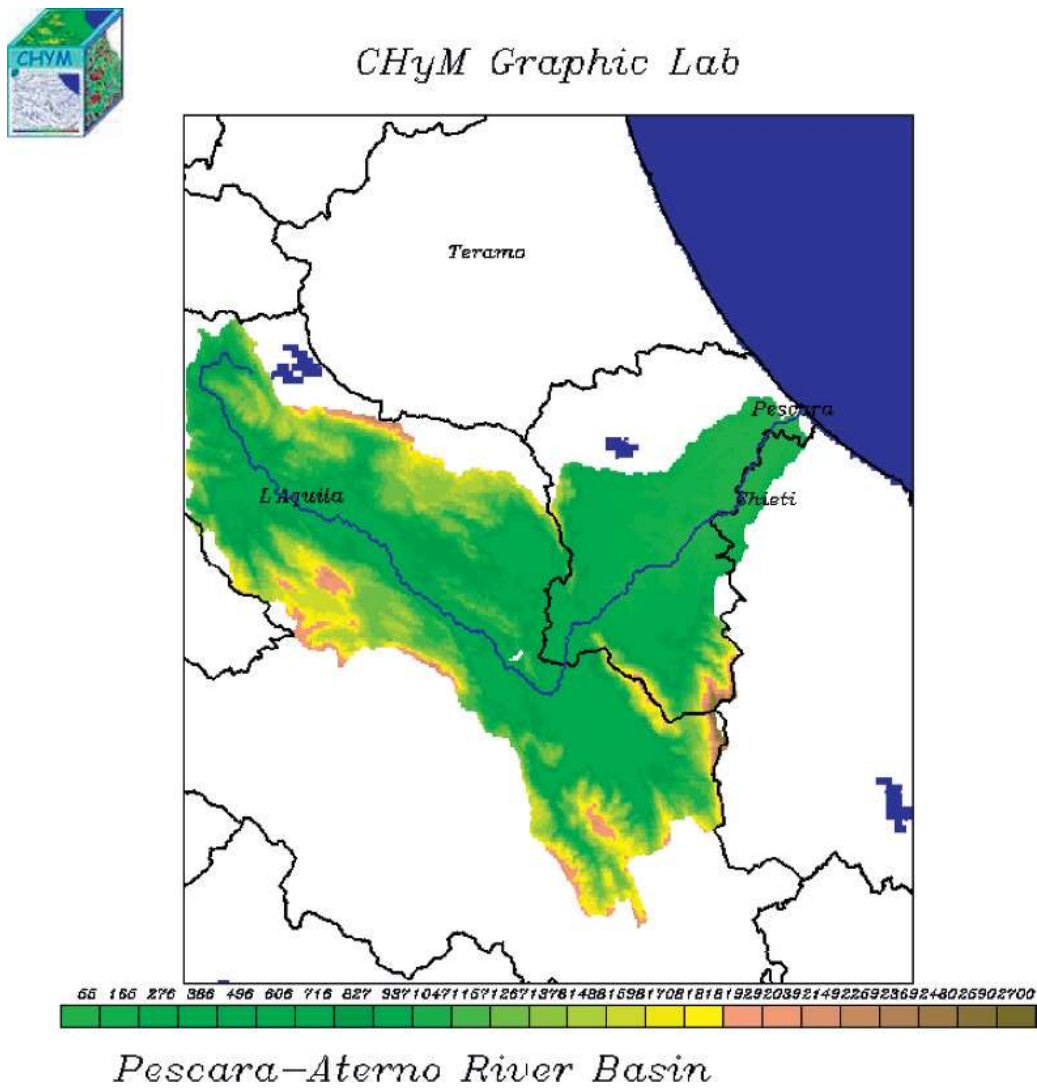 CHYM
CHyM Graphic Lab
Teramo
Pescara
L'Aquila
Chieti
55 165 276 386 496 606 716 827 937 1047 1157 1267 1378 1488 1598 1708 1818 1929 2039 2149 2259 2369 2480 2590 2700
Pescara-Aterno River Basin